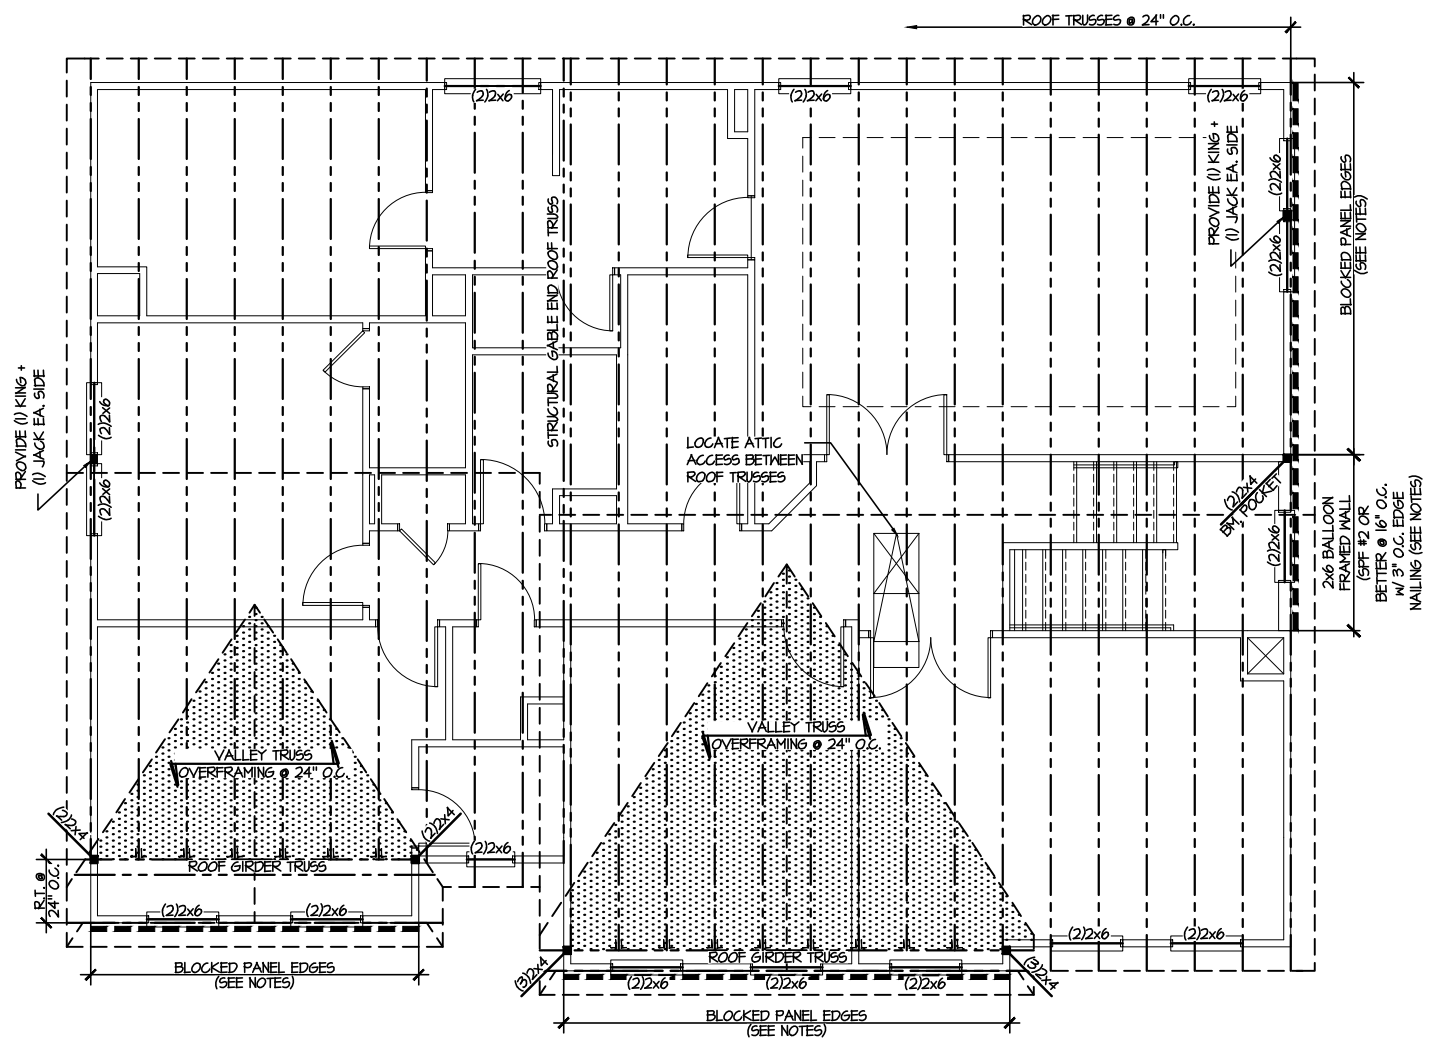 ROOF TRUSSES @ 24" O.C.
(2)2x6
(2)2x6
(2)2x6
PROVIDE (1) KING +
(1) JACK EA. SIDE
(2)2x6
(2)2x6
BLOCKED PANEL EDGES
(SEE NOTES)
STRUCTURAL GABLE END ROOF TRUSS
PROVIDE (1) KING +
(1) JACK EA. SIDE
(2)2x6
(2)2x6
LOCATE ATTIC
ACCESS BETWEEN
ROOF TRUSSES
(2)2x4
BM. POCKET
(2)2x6
2x6 BALLOON
FRAMED WALL
(SPF #2 OR
BETTER @ 16" O.C.
w/ 3" O.C. EDGE
NAILING (SEE NOTES)
VALLEY TRUSS
OVERFRAMING @ 24" O.C.
VALLEY TRUSS
OVERFRAMING @ 24" O.C.
(2)2x4
(2)2x4
(2)2x6
ROOF GIRDER TRUSS
R.T. @
24" O.C.
(2)2x6
(2)2x6
(2)2x6
(2)2x6
ROOF GIRDER TRUSS
BLOCKED PANEL EDGES
(SEE NOTES)
(3)2x4
(2)2x6
(2)2x6
(2)2x6
(3)2x4
BLOCKED PANEL EDGES
(SEE NOTES)